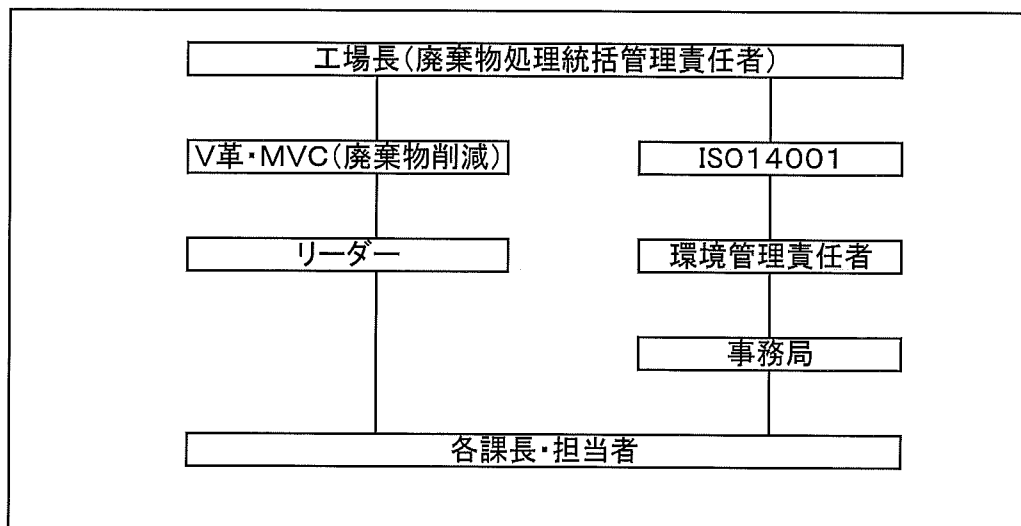 工場長(廃棄物処理統括管理責任者)
V革・MVC(廃棄物削減)
ISO14001
リーダー
環境管理責任者
事務局
各課長・担当者